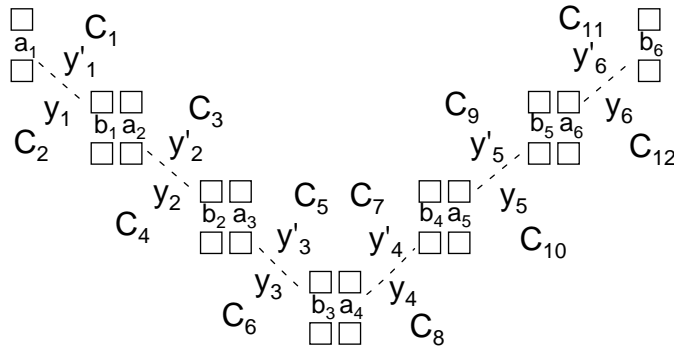 C₁ C₁₁
a₁ y'₁ y'₆ b₆
y₁ C₃ C₉ y₆
C₂ b₁ a₂ y'₂ y'₅ b₅ a₆ C₁₂
y₂ C₅ C₇ y₅
C₄ b₂ a₃ y'₃ y'₄ b₄ a₅ C₁₀
y₃ y₄
C₆ b₃ a₄ C₈